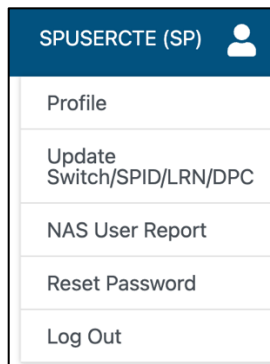 SPUSERCTE (SP)
Profile
Update
Switch/SPID/LRN/DPC
NAS User Report
Reset Password
Log Out